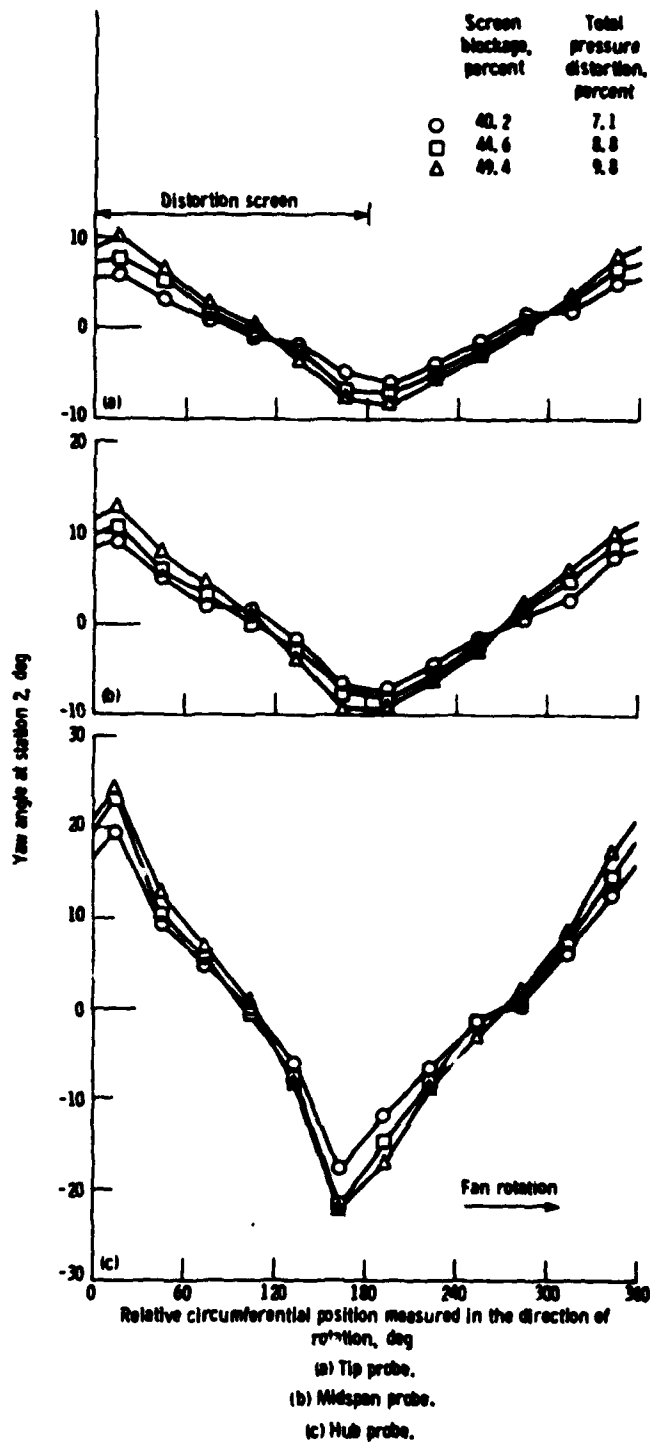 Screen blockage, percent
Total pressure distortion, percent
40.2 7.1
44.6 8.8
49.4 9.8
Distortion screen
10
0
-10
(a)
20
10
0
-10
(b)
30
20
10
0
-10
-20
-30
(c)
Yaw angle at station 2, deg
Fan rotation
0 60 120 180 240 300 360
Relative circumferential position measured in the direction of
rotation, deg
(a) Tip probe.
(b) Midspan probe.
(c) Hub probe.